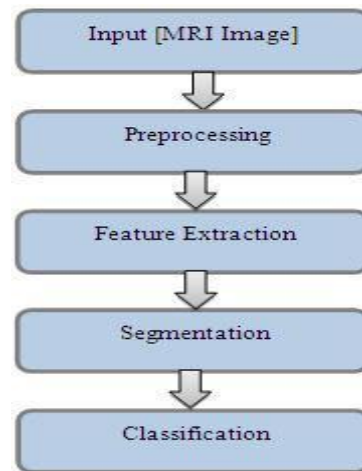 Input [MRI Image]
Preprocessing
Feature Extraction
Segmentation
Classification